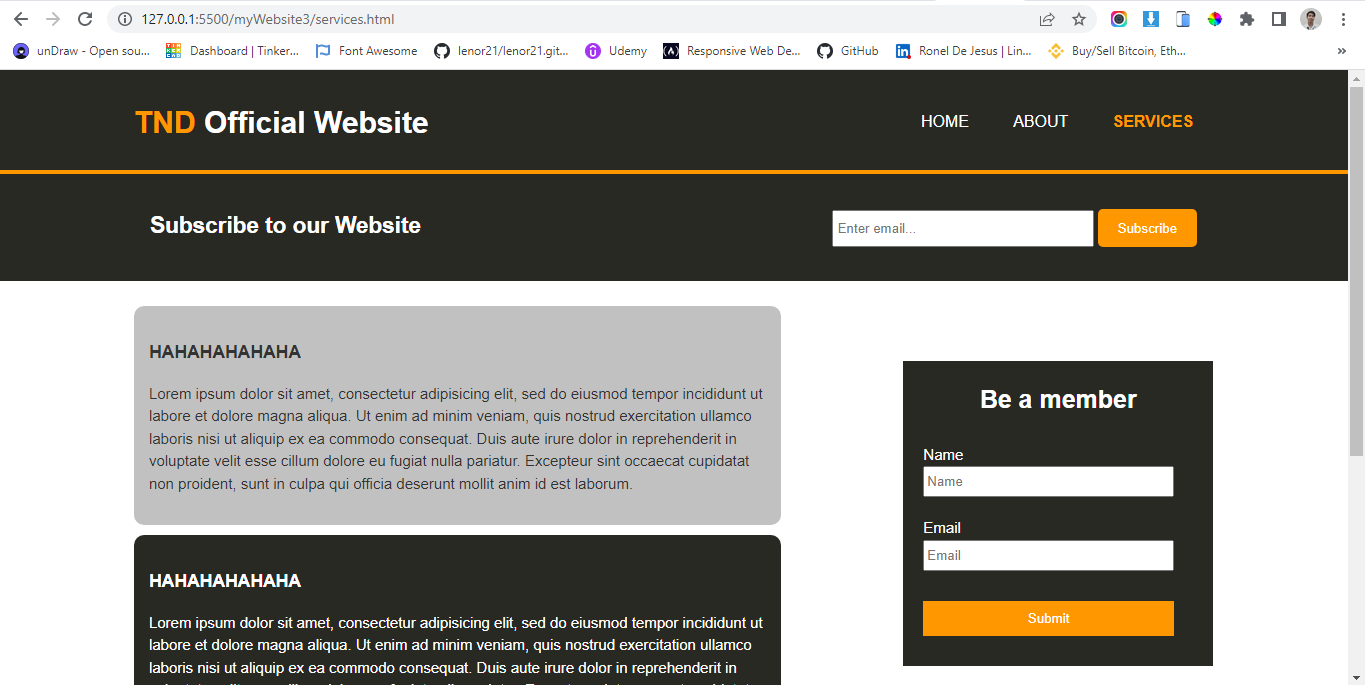 127.0.0.1:5500/myWebsite3/services.html
unDraw - Open sou... Dashboard | Tinker... Font Awesome lenor21/lenor21.git... Udemy Responsive Web De... GitHub Ronel De Jesus | Lin... Buy/Sell Bitcoin, Eth... »
TND Official Website HOME ABOUT SERVICES
Subscribe to our Website Enter email... Subscribe
HAHAHAHAHAHA
Lorem ipsum dolor sit amet, consectetur adipisicing elit, sed do eiusmod tempor incididunt ut
labore et dolore magna aliqua. Ut enim ad minim veniam, quis nostrud exercitation ullamco
laboris nisi ut aliquip ex ea commodo consequat. Duis aute irure dolor in reprehenderit in
voluptate velit esse cillum dolore eu fugiat nulla pariatur. Excepteur sint occaecat cupidatat
non proident, sunt in culpa qui officia deserunt mollit anim id est laborum.
HAHAHAHAHAHA
Lorem ipsum dolor sit amet, consectetur adipisicing elit, sed do eiusmod tempor incididunt ut
labore et dolore magna aliqua. Ut enim ad minim veniam, quis nostrud exercitation ullamco
laboris nisi ut aliquip ex ea commodo consequat. Duis aute irure dolor in reprehenderit in
Be a member
Name
Name
Email
Email
Submit